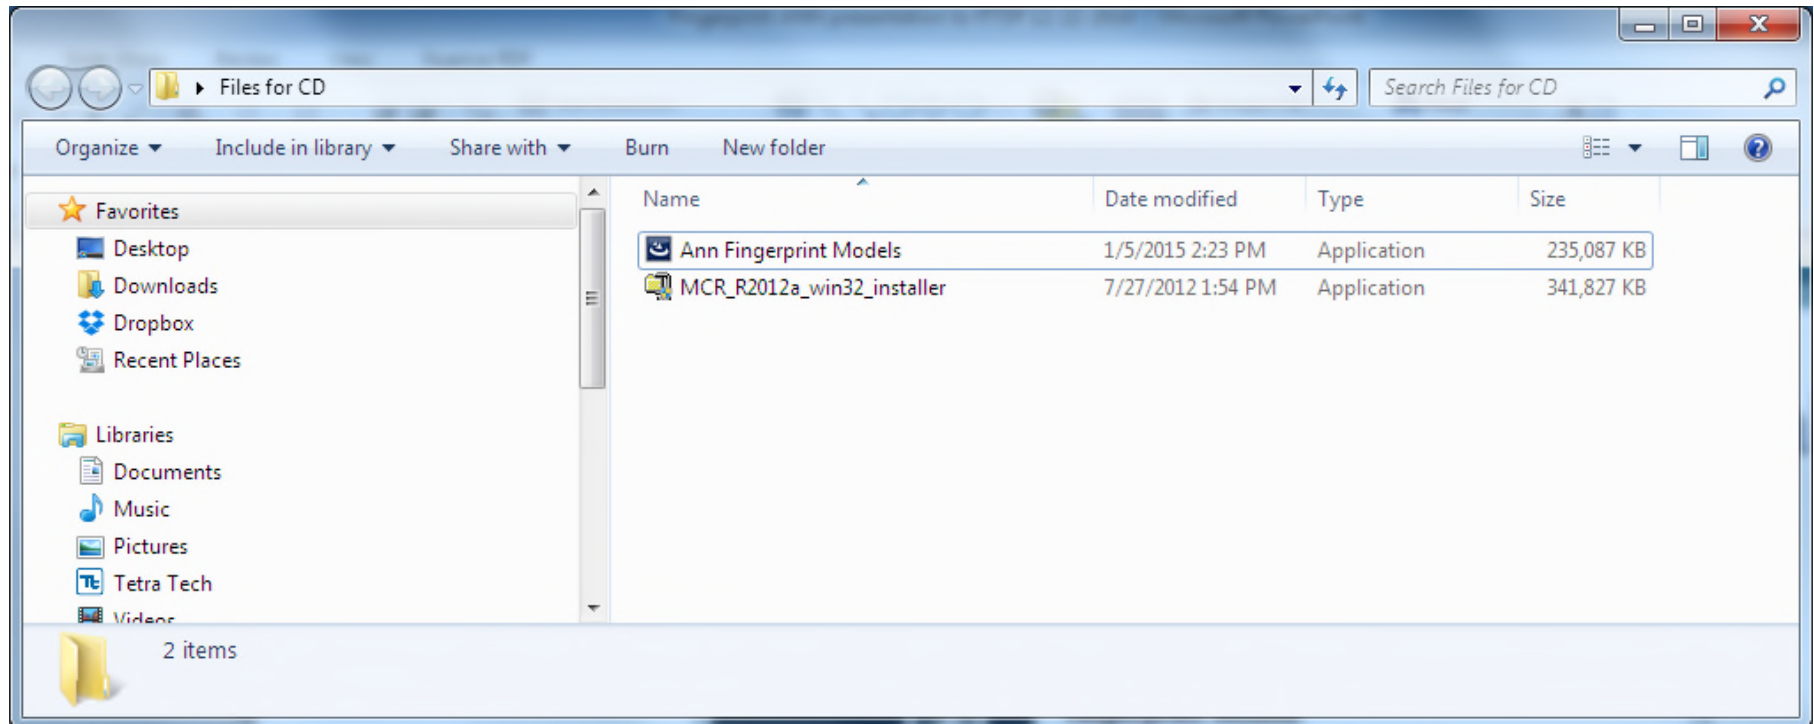 Files for CD
Search Files for CD
Organize Include in library Share with Burn New folder
Name Date modified Type Size
Favorites
Desktop
Downloads
Dropbox
Recent Places
Libraries
Documents
Music
Pictures
Tetra Tech
Videos
Ann Fingerprint Models 1/5/2015 2:23 PM Application 235,087 KB
MCR_R2012a_win32_installer 7/27/2012 1:54 PM Application 341,827 KB
2 items